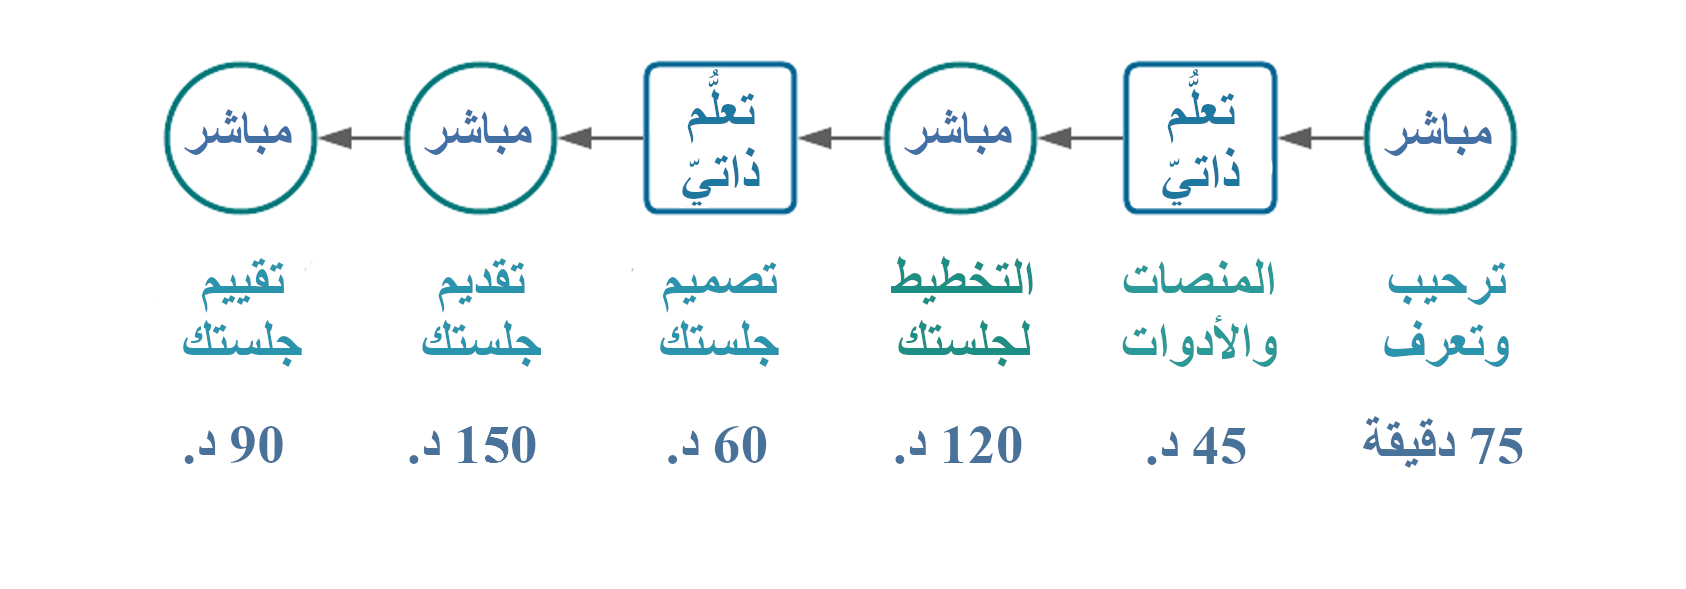 مباشر
تعلُّم
ذاتيّ
مباشر
تعلُّم
ذاتيّ
مباشر
مباشر
ترحيب
وتعرف
المنصات
والأدوات
التخطيط
لجلستك
تصميم
جلستك
تقديم
جلستك
تقييم
جلستك
75 دقيقة
45 د.
120 د.
60 د.
150 د.
90 د.